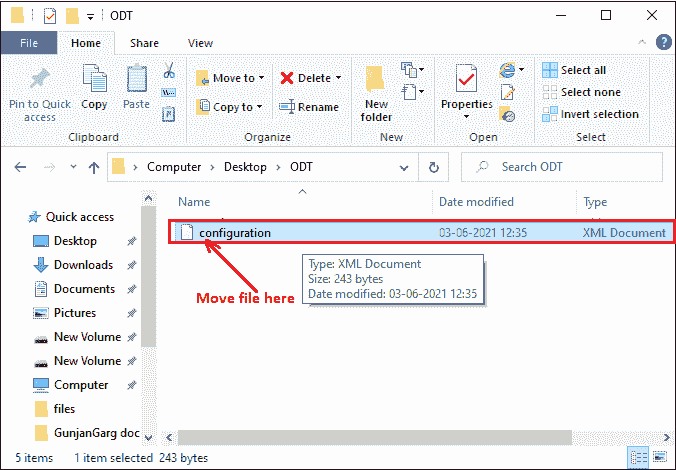 ODT
File Home Share View
Pin to Quick access
Copy
Paste
Move to
Copy to
Delete
Rename
New folder
Properties
Select all
Select none
Invert selection
Clipboard Organize New Open Select
Computer Desktop ODT
Search ODT
Name Date modified Type
Quick access
Desktop
Downloads
Documents
Pictures
New Volume
New Volume
Computer
files
GunjanGarg doc
configuration 03-06-2021 12:35 XML Document
Type: XML Document
Size: 243 bytes
Date modified: 03-06-2021 12:35
Move file here
5 items 1 item selected 243 bytes